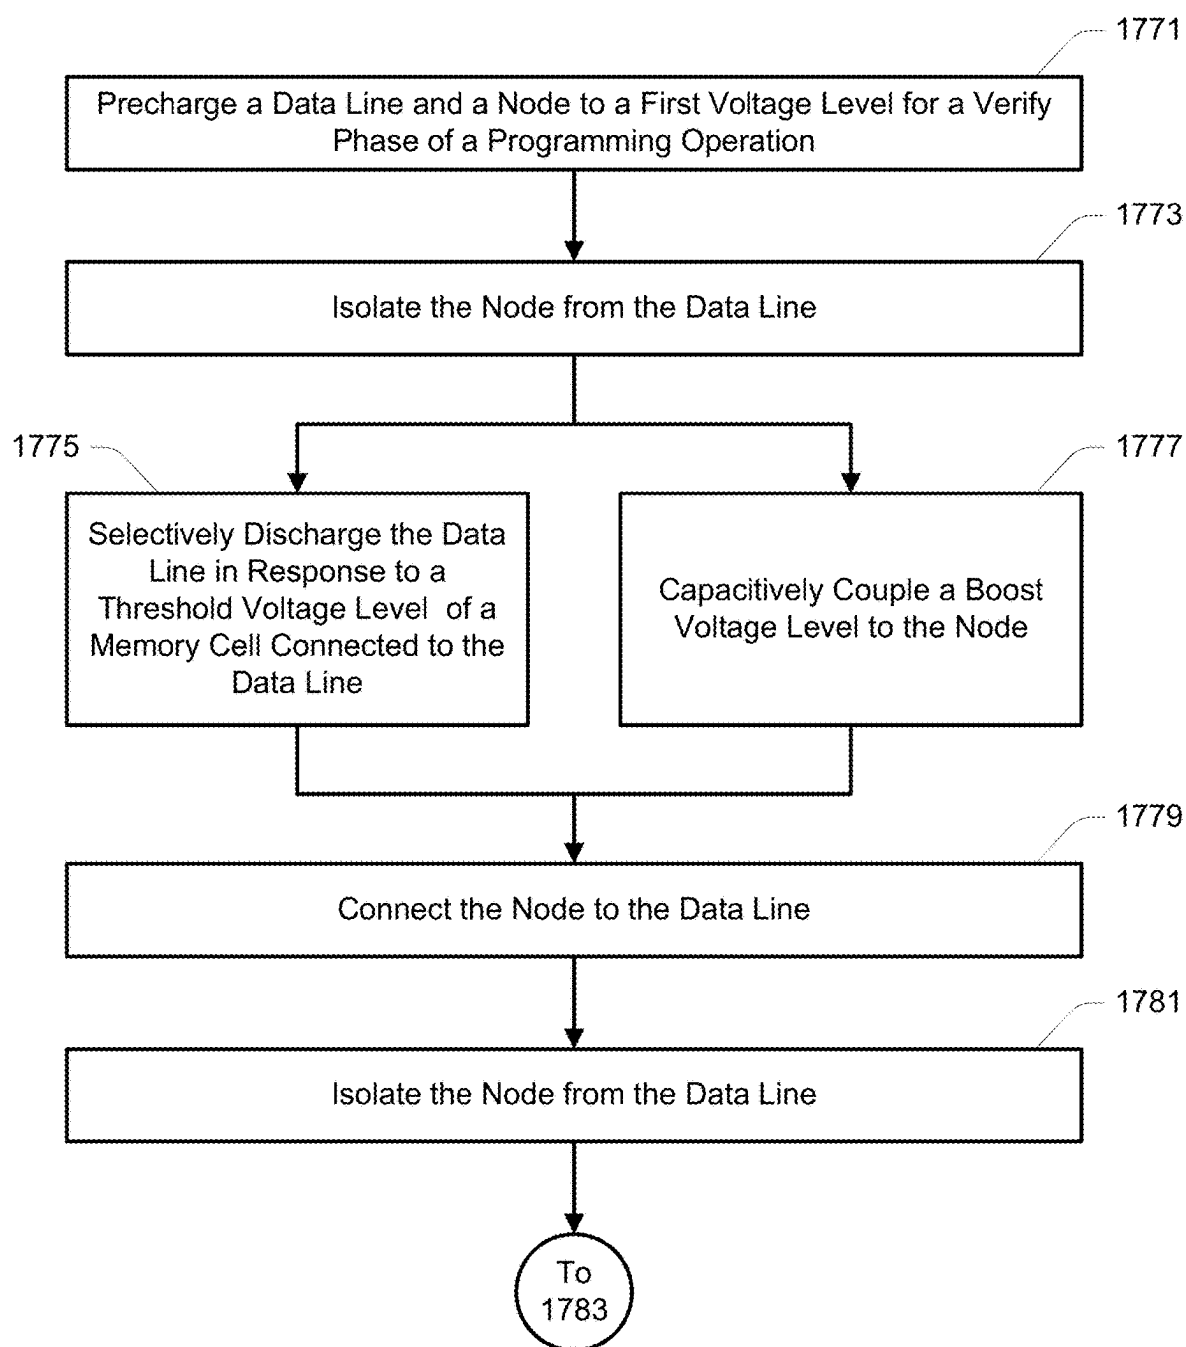 1771
Precharge a Data Line and a Node to a First Voltage Level for a Verify
Phase of a Programming Operation
1773
Isolate the Node from the Data Line
1775
Selectively Discharge the Data
Line in Response to a
Threshold Voltage Level of a
Memory Cell Connected to the
Data Line
1777
Capacitively Couple a Boost
Voltage Level to the Node
1779
Connect the Node to the Data Line
1781
Isolate the Node from the Data Line
To
1783